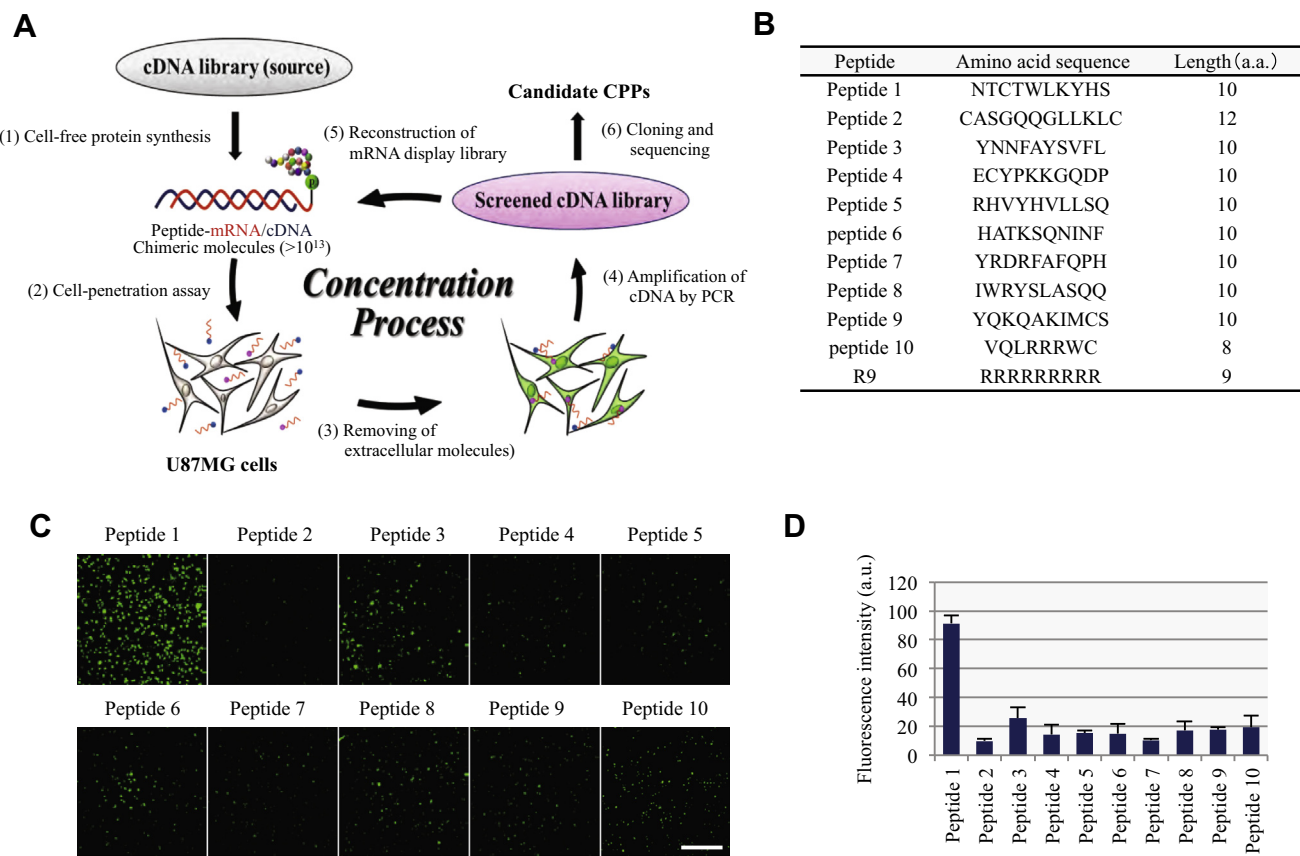 A
cDNA library (source)
(1) Cell-free protein synthesis
P
Peptide-mRNA/cDNA
Chimeric molecules (>10¹³)
(2) Cell-penetration assay
U87MG cells
(3) Removing of
extracellular molecules)
Concentration
Process
(4) Amplification of
cDNA by PCR
Screened cDNA library
(5) Reconstruction of
mRNA display library
(6) Cloning and
sequencing
Candidate CPPs
B
Peptide Amino acid sequence Length(a.a.)
Peptide 1 NTCTWLKYHS 10
Peptide 2 CASGQQGLLKLC 12
Peptide 3 YNNFAYSVFL 10
Peptide 4 ECYPKKGQDP 10
Peptide 5 RHVYHVLLSQ 10
peptide 6 HATKSQNINF 10
Peptide 7 YRDRFAFQPH 10
Peptide 8 IWRYSLASQQ 10
Peptide 9 YQKQAKIMCS 10
peptide 10 VQLRRRWC 8
R9 RRRRRRRRR 9
C
Peptide 1 Peptide 2 Peptide 3 Peptide 4 Peptide 5
Peptide 6 Peptide 7 Peptide 8 Peptide 9 Peptide 10
D
Fluorescence intensity (a.u.)
120
100
80
60
40
20
0
Peptide 1
Peptide 2
Peptide 3
Peptide 4
Peptide 5
Peptide 6
Peptide 7
Peptide 8
Peptide 9
Peptide 10